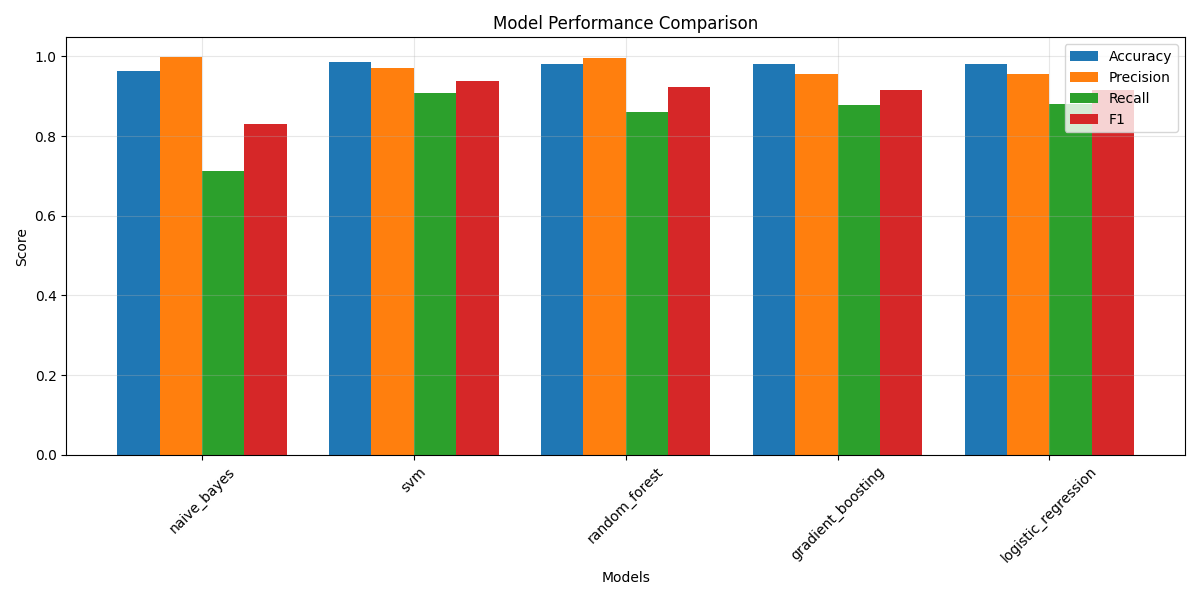 Model Performance Comparison
Accuracy
Precision
Recall
F1
Score
1.0
0.8
0.6
0.4
0.2
0.0
naive_bayes
svm
random_forest
gradient_boosting
logistic_regression
Models